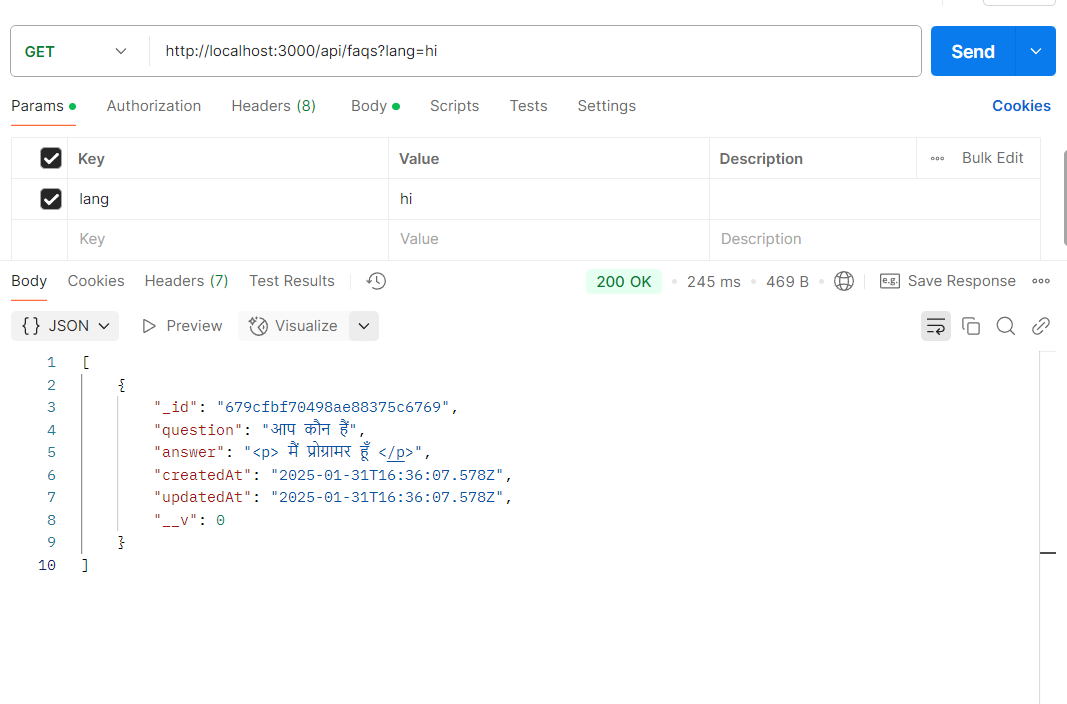 GET http://localhost:3000/api/faqs?lang=hi Send
Params Authorization Headers (8) Body Scripts Tests Settings Cookies
Key Value Description Bulk Edit
lang hi
Key Value Description
Body Cookies Headers (7) Test Results 200 OK 245 ms 469 B e.g. Save Response
{} JSON Preview Visualize
1 [
2 {
3 "_id": "679cfbf70498ae88375c6769",
4 "question": "आप कौन हैं",
5 "answer": "<p> मैं प्रोग्रामर हूँ </p>",
6 "createdAt": "2025-01-31T16:36:07.578Z",
7 "updatedAt": "2025-01-31T16:36:07.578Z",
8 "__v": 0
9 }
10 ]